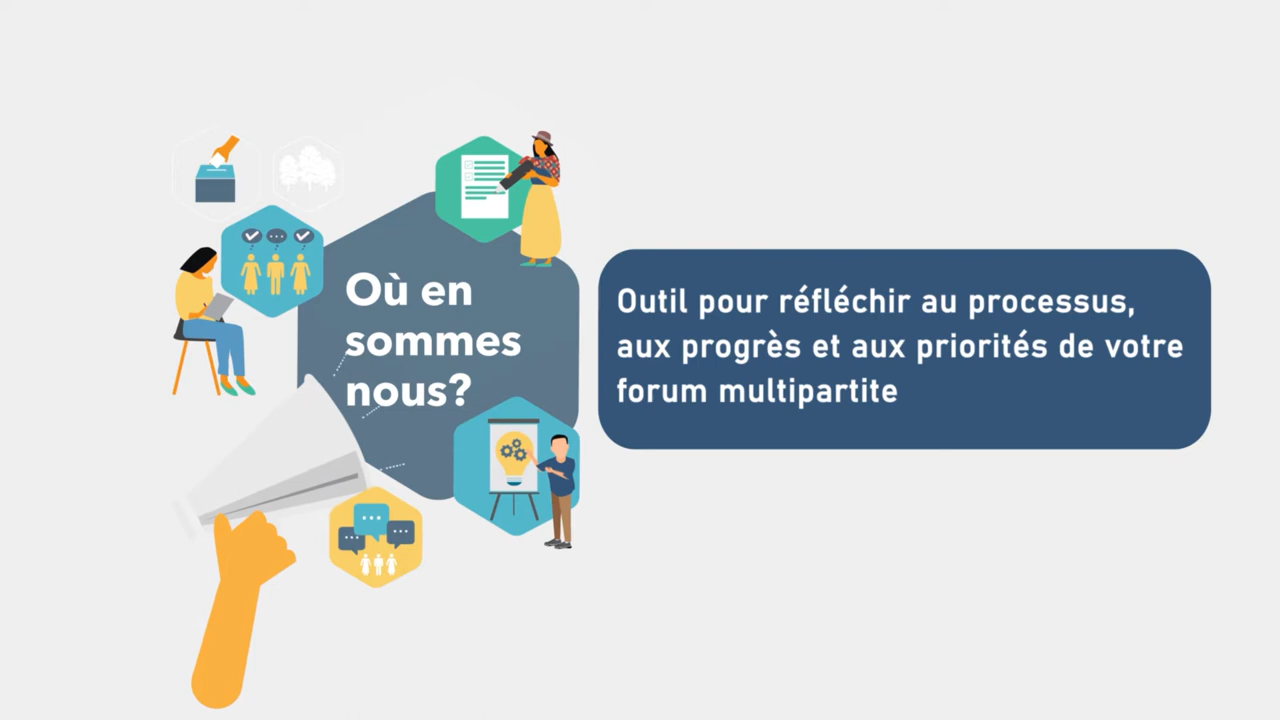 Où en
sommes
nous?
Outil pour réfléchir au processus,
aux progrès et aux priorités de votre
forum multipartite